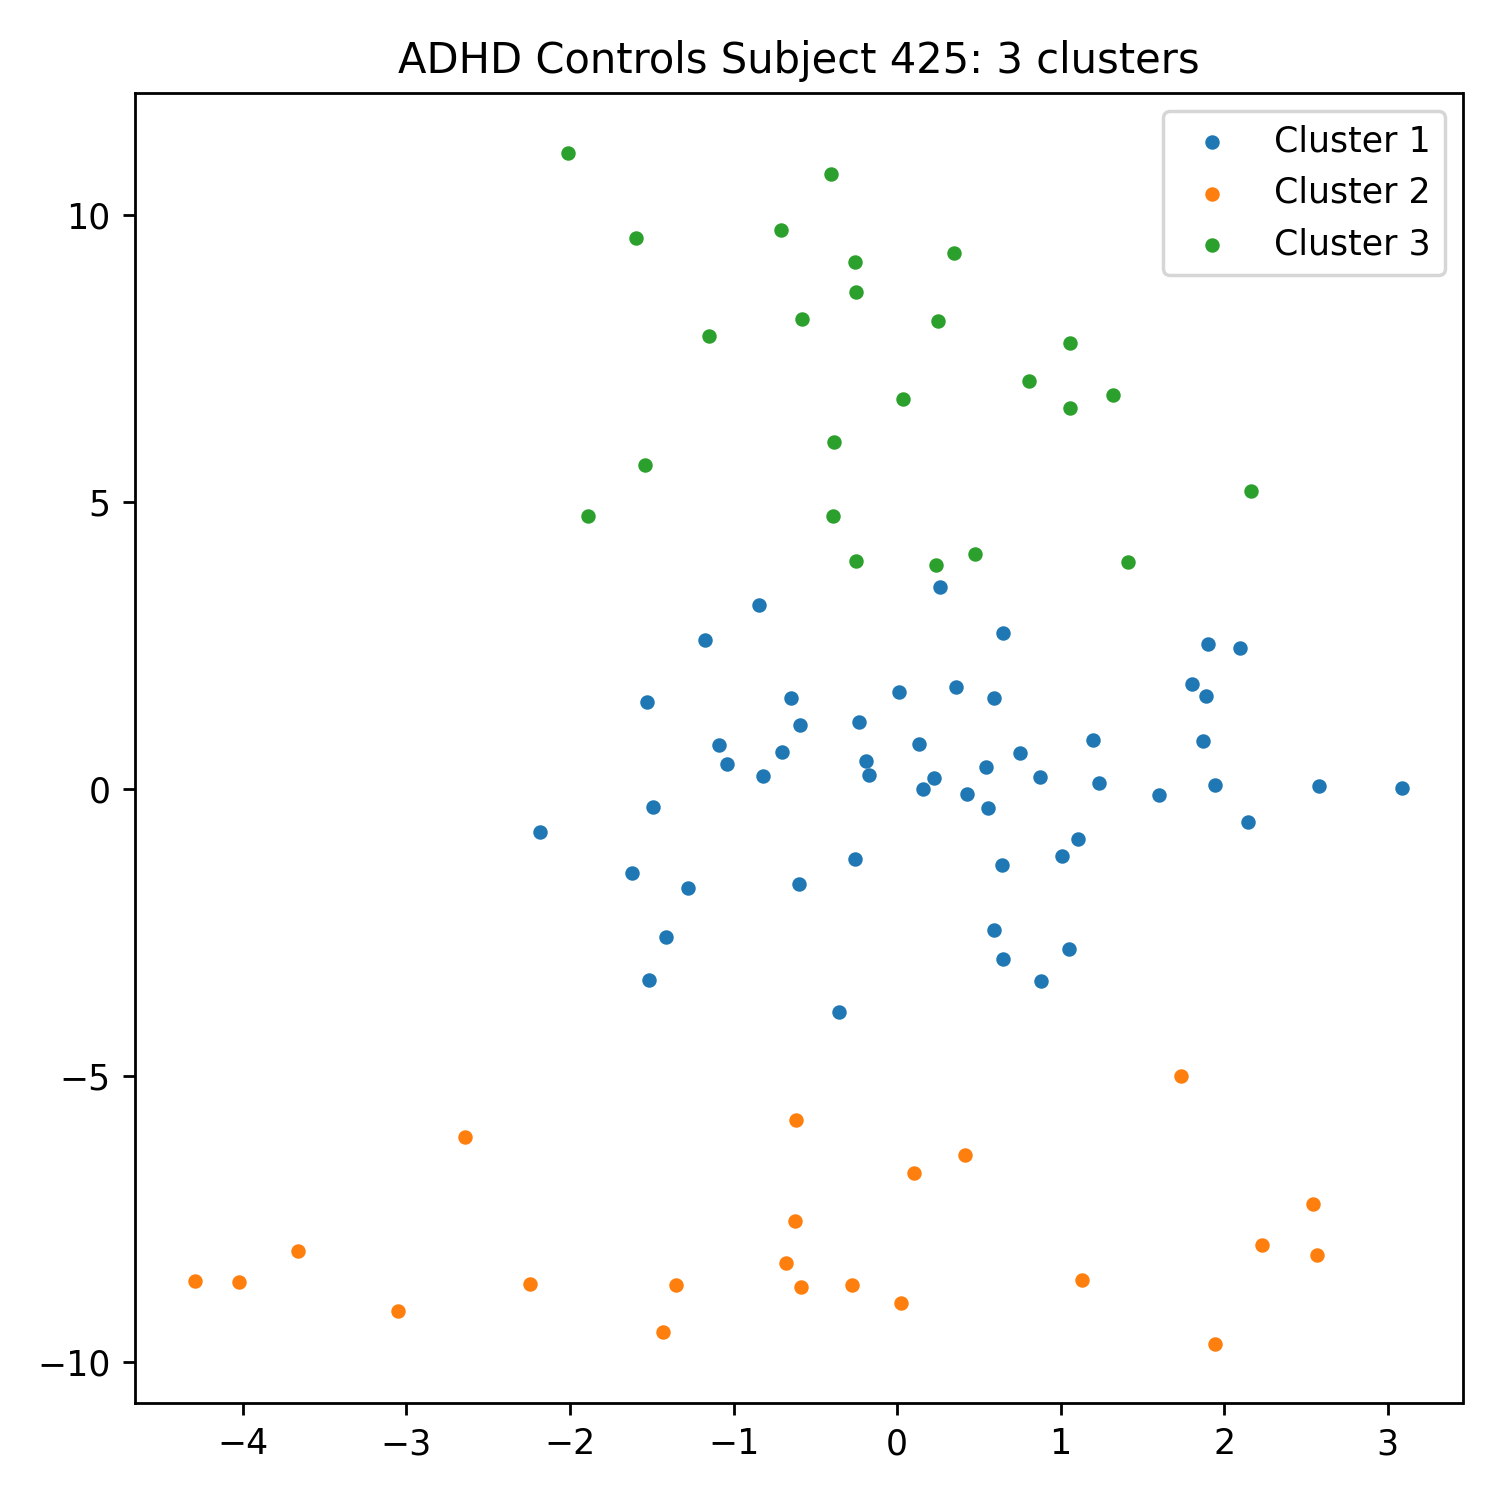 ADHD Controls Subject 425: 3 clusters
Cluster 1
Cluster 2
Cluster 3
10
5
0
−5
−10
−4 −3 −2 −1 0 1 2 3